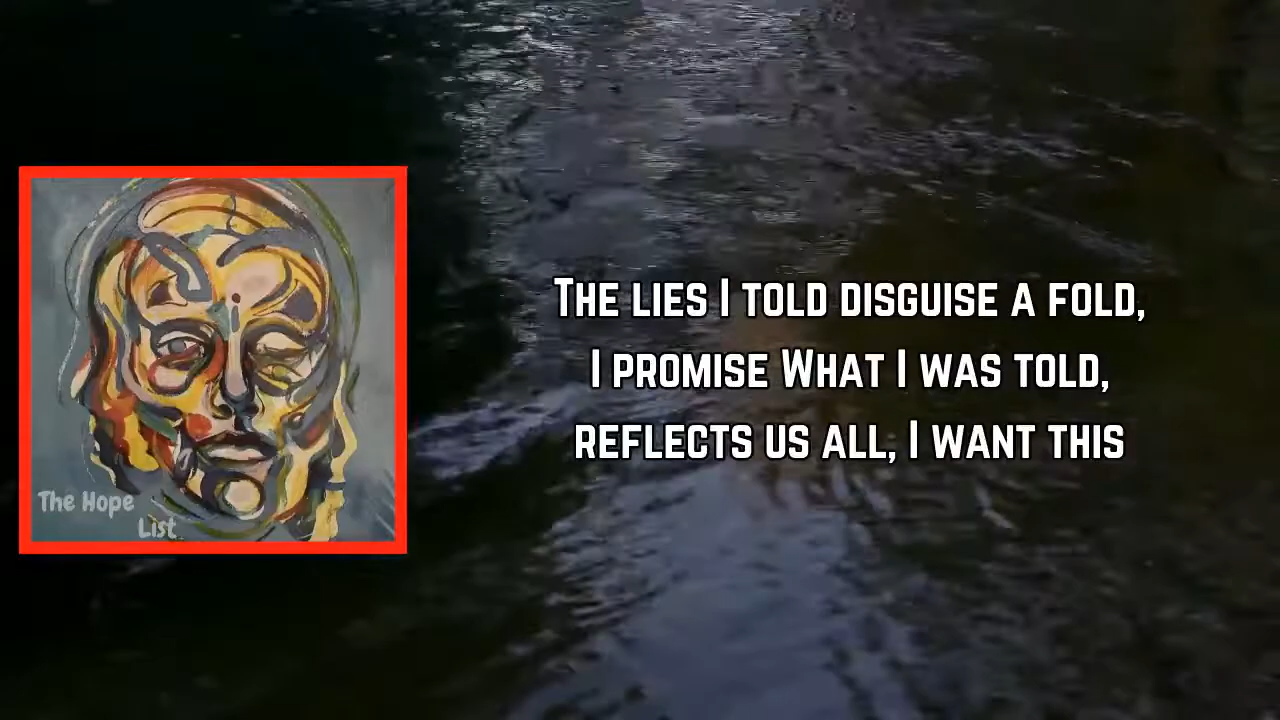 The Hope
List
THE LIES I TOLD DISGUISE A FOLD,
I PROMISE WHAT I WAS TOLD,
REFLECTS US ALL, I WANT THIS